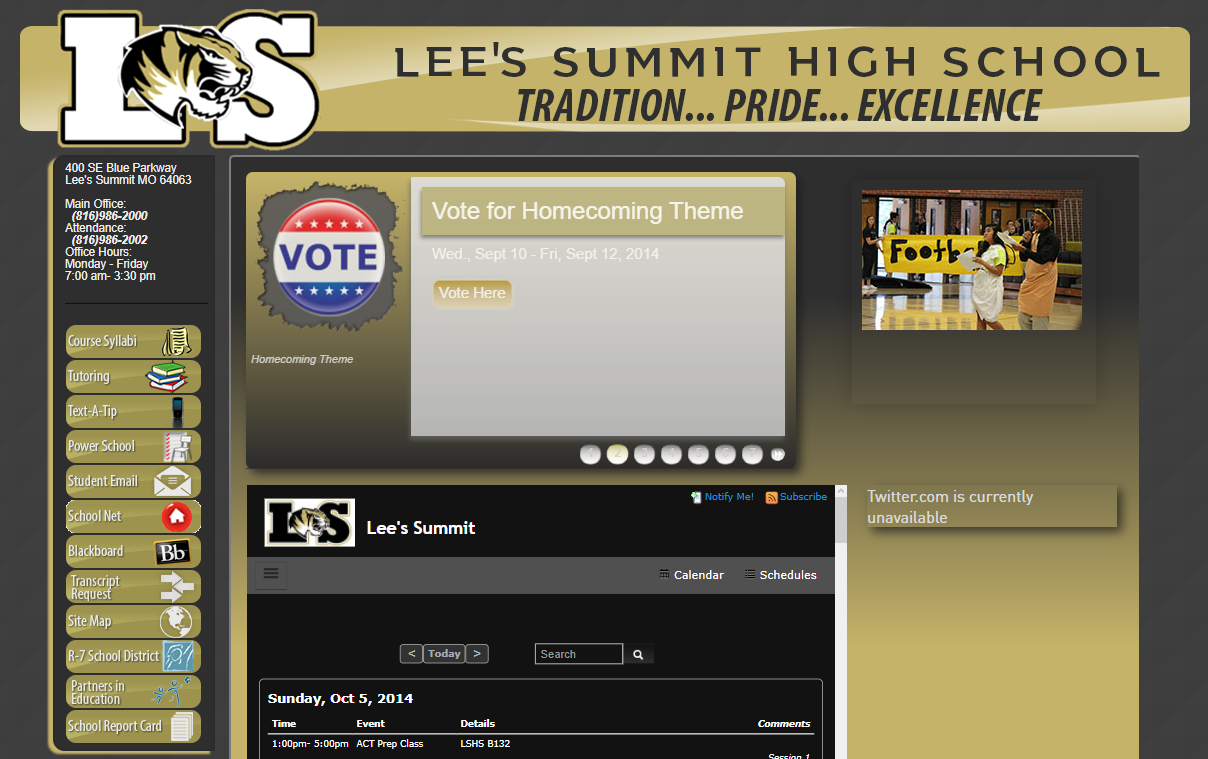 LS
LEE'S SUMMIT HIGH SCHOOL
TRADITION... PRIDE... EXCELLENCE
400 SE Blue Parkway
Lee's Summit MO 64063
Main Office:
(816)986-2000
Attendance:
(816)986-2002
Office Hours:
Monday - Friday
7:00 am- 3:30 pm
Course Syllabi
Tutoring
Text-A-Tip
Power School
Student Email
School Net
Blackboard
Bb
Transcript
Request
Site Map
R-7 School District
Partners in
Education
School Report Card
VOTE
Homecoming Theme
Vote for Homecoming Theme
Wed., Sept 10 - Fri, Sept 12, 2014
Vote Here
1 2 3 4 5 6 7
Footb
Twitter.com is currently
unavailable
Notify Me! Subscribe
LS
Lee's Summit
Calendar Schedules
< Today > Search
Sunday, Oct 5, 2014
Time Event Details Comments
1:00pm- 5:00pm ACT Prep Class LSHS B132
Session 1